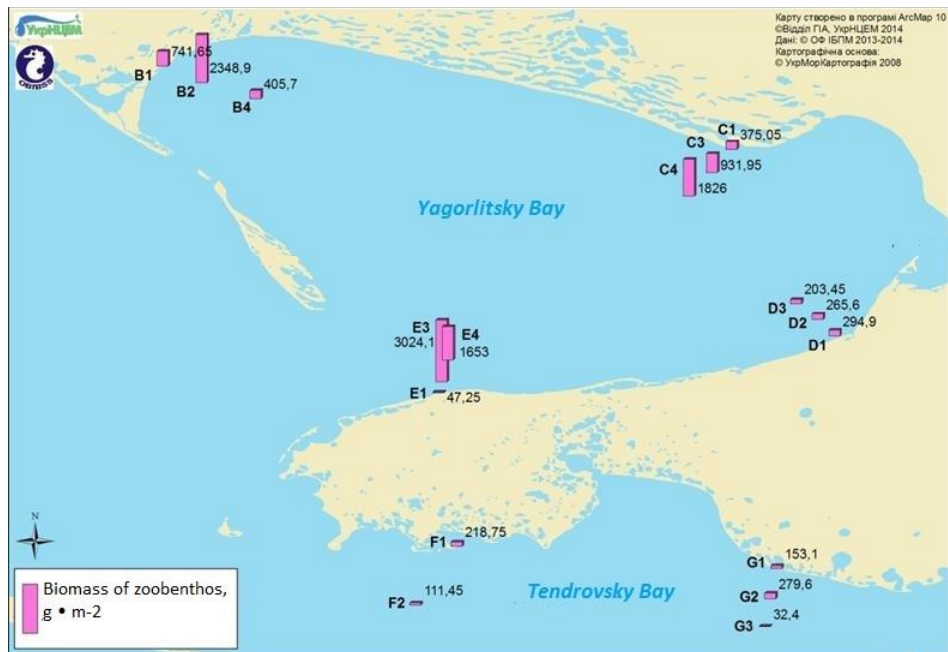 УкрНЦЕМ
ОВІБІSS
Карту створено в програмі ArcMap 10
©Відділ ГІА, УкрНЦЕМ 2014
Дані: © ОФ ІБПМ 2013-2014
Картографічна основа:
© УкрМорКартографія 2008
741,65
B1
2348,9
B2
405,7
B4
C1
375,05
C3
931,95
C4
1826
Yagorlitsky Bay
203,45
D3
265,6
D2
294,9
D1
E3
3024,1
E4
1653
E1
47,25
N
218,75
F1
111,45
F2
Tendrovsky Bay
153,1
G1
279,6
G2
32,4
G3
Biomass of zoobenthos,
g • m-2